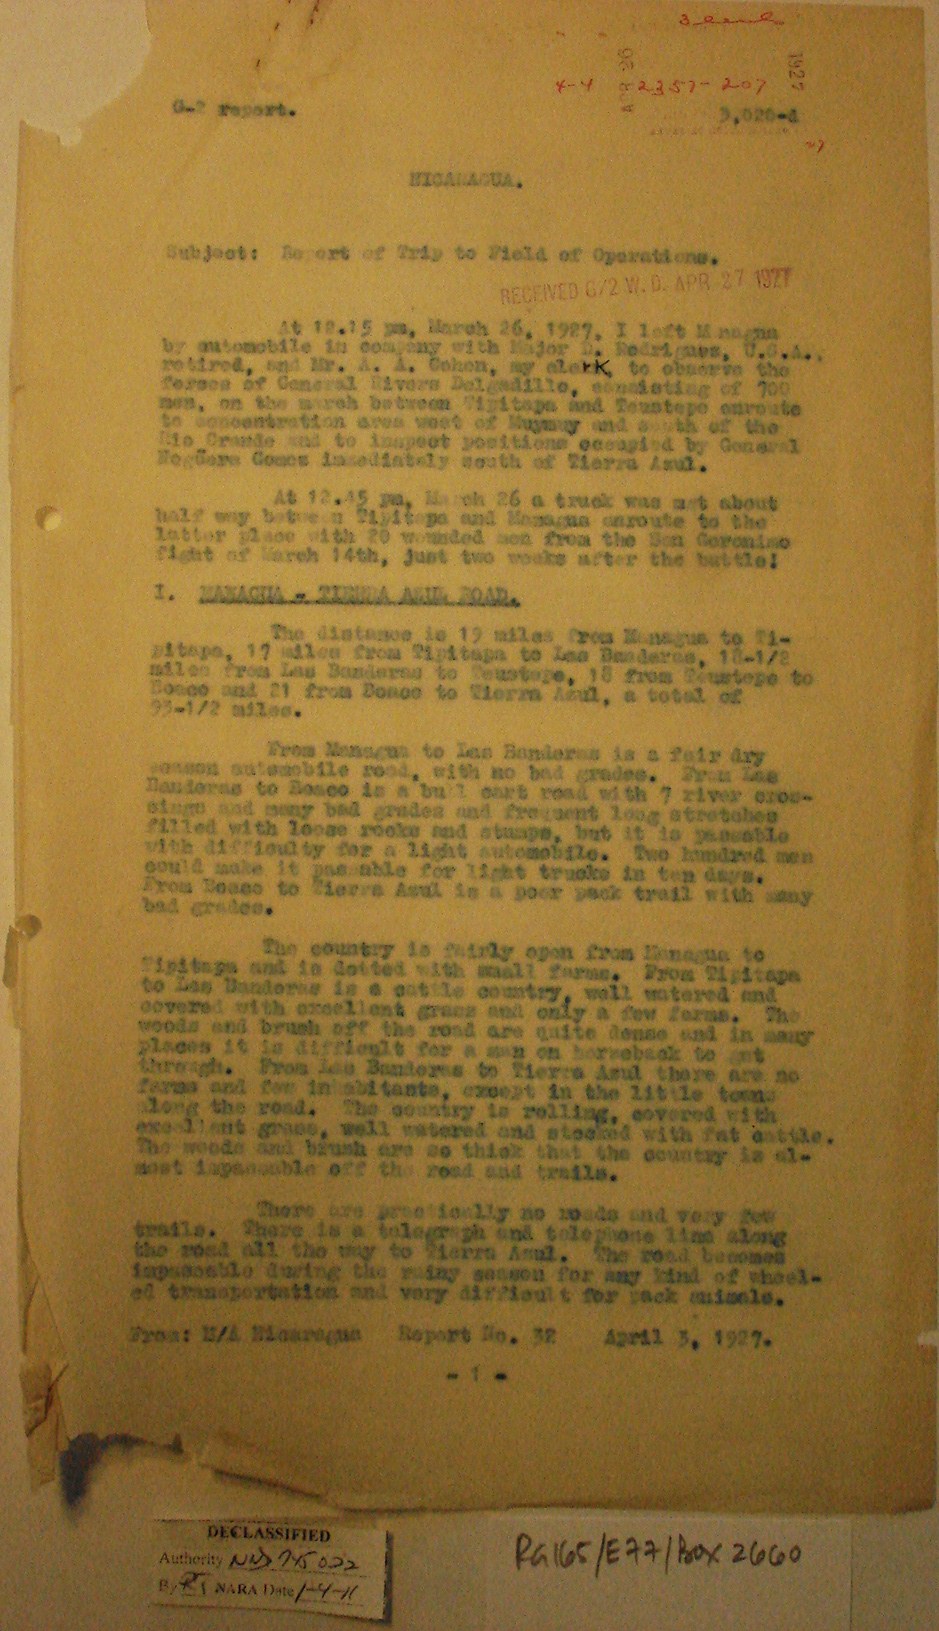 1927
4-4 2357-207
G-2 report.
3,020-d
NICARAGUA.
Subject: Report of Trip to Field of Operations.
RECEIVED G/2 W.D. APR 27 1927
At 12.15 pm, March 26, 1927, I left Managua
by automobile in company with Major D. Rodrigues, U.S.A.,
retired, and Mr. A. A. Cohon, my clerk, to observe the
forces of General Rivers Delgadillo, consisting of 700
men, on the march between Tipitapa and Teustepe enroute
to concentration area west of Muymuy and south of the
Rio Grande and to inspect positions occupied by General
Noguera Gomez immediately south of Tierra Azul.
At 12.45 pm, March 26 a truck was met about
half way between Tipitapa and Managua enroute to the
latter place with 20 wounded men from the San Geronimo
fight of March 14th, just two weeks after the battle!
I. MANAGUA - TIERRA AZUL ROAD.
The distance is 19 miles from Managua to Ti-
pitapa, 17 miles from Tipitapa to Las Banderas, 18-1/2
miles from Las Banderas to Teustepe, 18 from Teustepe to
Boaco and 21 from Boaco to Tierra Azul, a total of
93-1/2 miles.
From Managua to Las Banderas is a fair dry
season automobile road, with no bad grades. From Las
Banderas to Boaco is a bull cart road with 7 river cros-
sings and many bad grades and frequent long stretches
filled with loose rocks and stumps, but it is passable
with difficulty for a light automobile. Two hundred men
could make it passable for light trucks in ten days.
From Boaco to Tierra Azul is a poor pack trail with many
bad grades.
The country is fairly open from Managua to
Tipitapa and is dotted with small farms. From Tipitapa
to Las Banderas is a cattle country, well watered and
covered with excellent grass and only a few farms. The
woods and brush off the road are quite dense and in many
places it is difficult for a man on horseback to get
through. From Las Banderas to Tierra Azul there are no
farms and few inhabitants, except in the little towns
along the road. The country is rolling, covered with
excellent grass, well watered and stocked with fat cattle.
The woods and brush are so thick that the country is al-
most impassable off the road and trails.
There are practically no roads and very few
trails. There is a telegraph and telephone line along
the road all the way to Tierra Azul. The road becomes
impassable during the rainy season for any kind of wheel-
ed transportation and very difficult for pack animals.
From: M/A Nicaragua Report No. 32 April 3, 1927.
- 1 -
DECLASSIFIED
Authority NND 745022
By RT NARA Date 1-4-11
RG165/E77/Box 2660